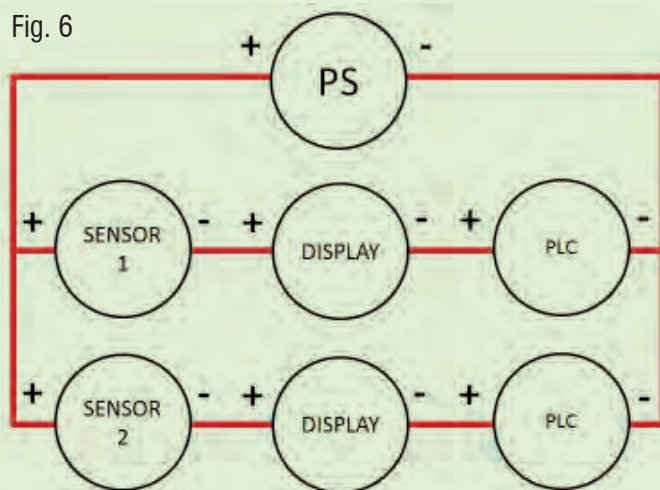 Fig. 6
+ PS -
+ SENSOR 1 - + DISPLAY - + PLC -
+ SENSOR 2 - + DISPLAY - + PLC -